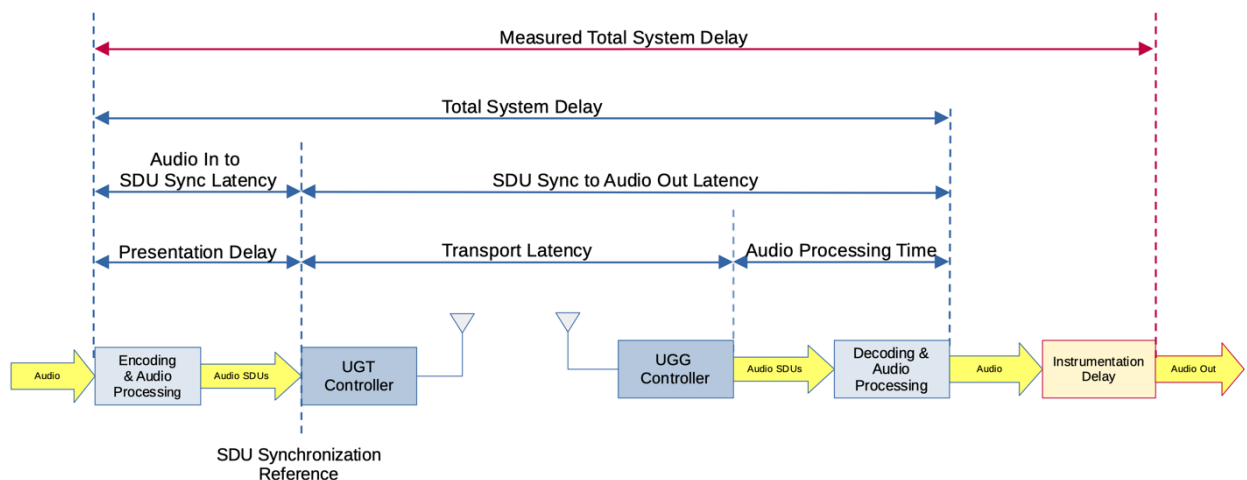 Measured Total System Delay
Total System Delay
Audio In to
SDU Sync Latency
SDU Sync to Audio Out Latency
Presentation Delay
Transport Latency
Audio Processing Time
Audio
Encoding
& Audio
Processing
Audio SDUs
UGT
Controller
UGG
Controller
Audio SDUs
Decoding &
Audio
Processing
Audio
Instrumentation
Delay
Audio Out
SDU Synchronization
Reference